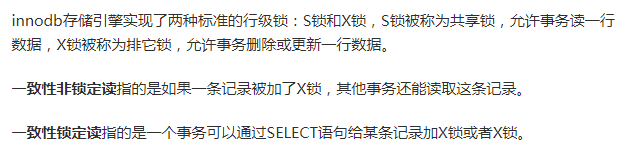 innodb存储引擎实现了两种标准的行级锁：S锁和X锁，S锁被称为共享锁，允许事务读一行
数据，X锁被称为排它锁，允许事务删除或更新一行数据。
一致性非锁定读指的是如果一条记录被加了X锁，其他事务还能读取这条记录。
一致性锁定读指的是一个事务可以通过SELECT语句给某条记录加X锁或者X锁。